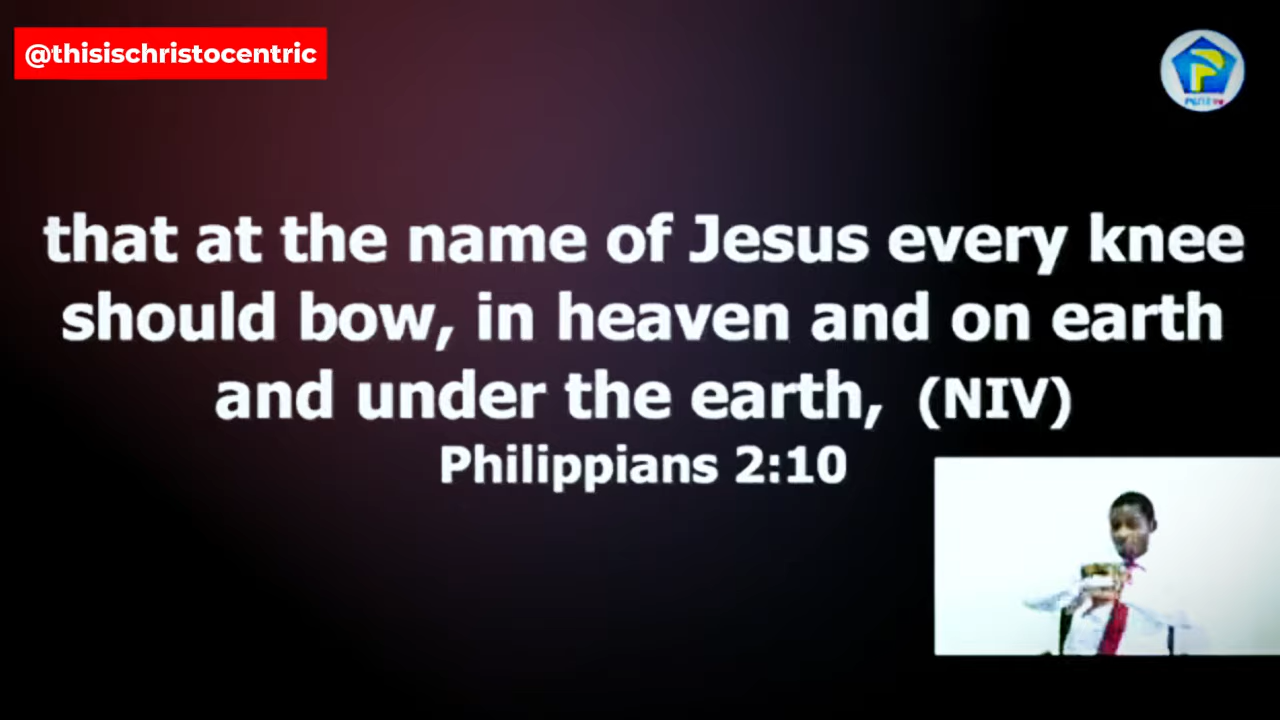 @thisischristocentric
that at the name of Jesus every knee
should bow, in heaven and on earth
and under the earth, (NIV)
Philippians 2:10